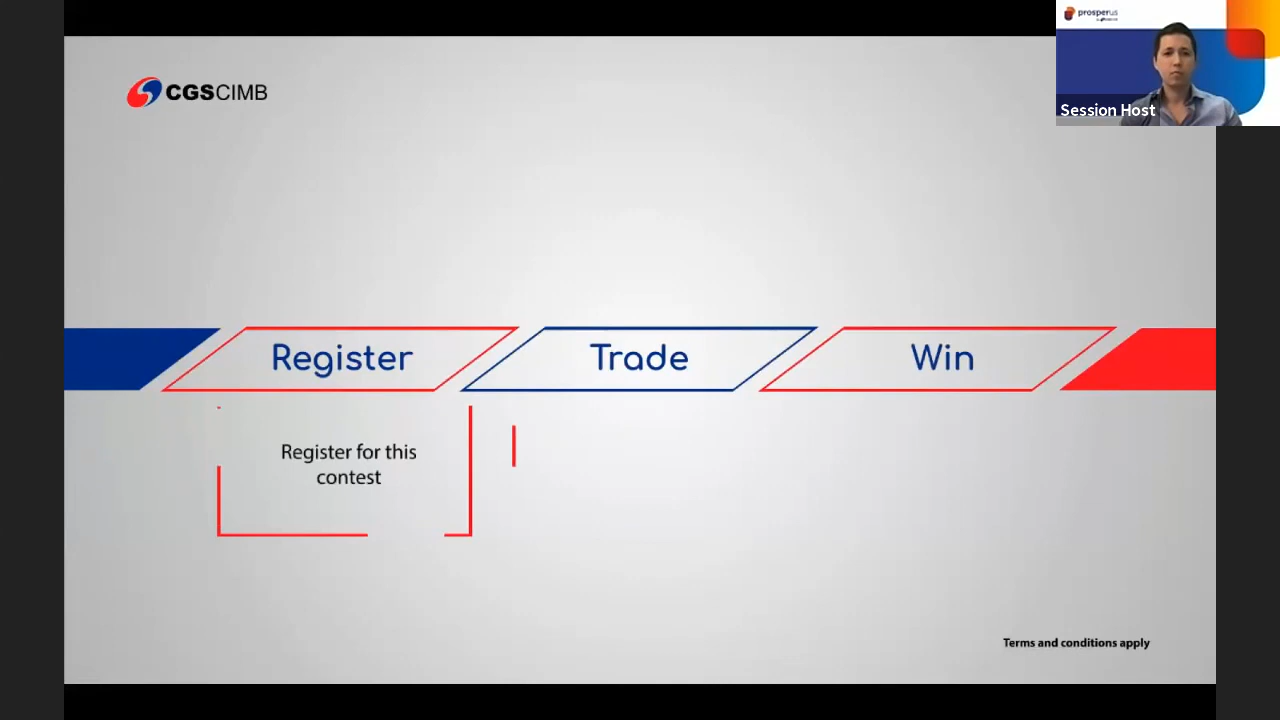 prosperus
Session Host
CGSCIMB
Register
Trade
Win
Register for this
contest
Terms and conditions apply